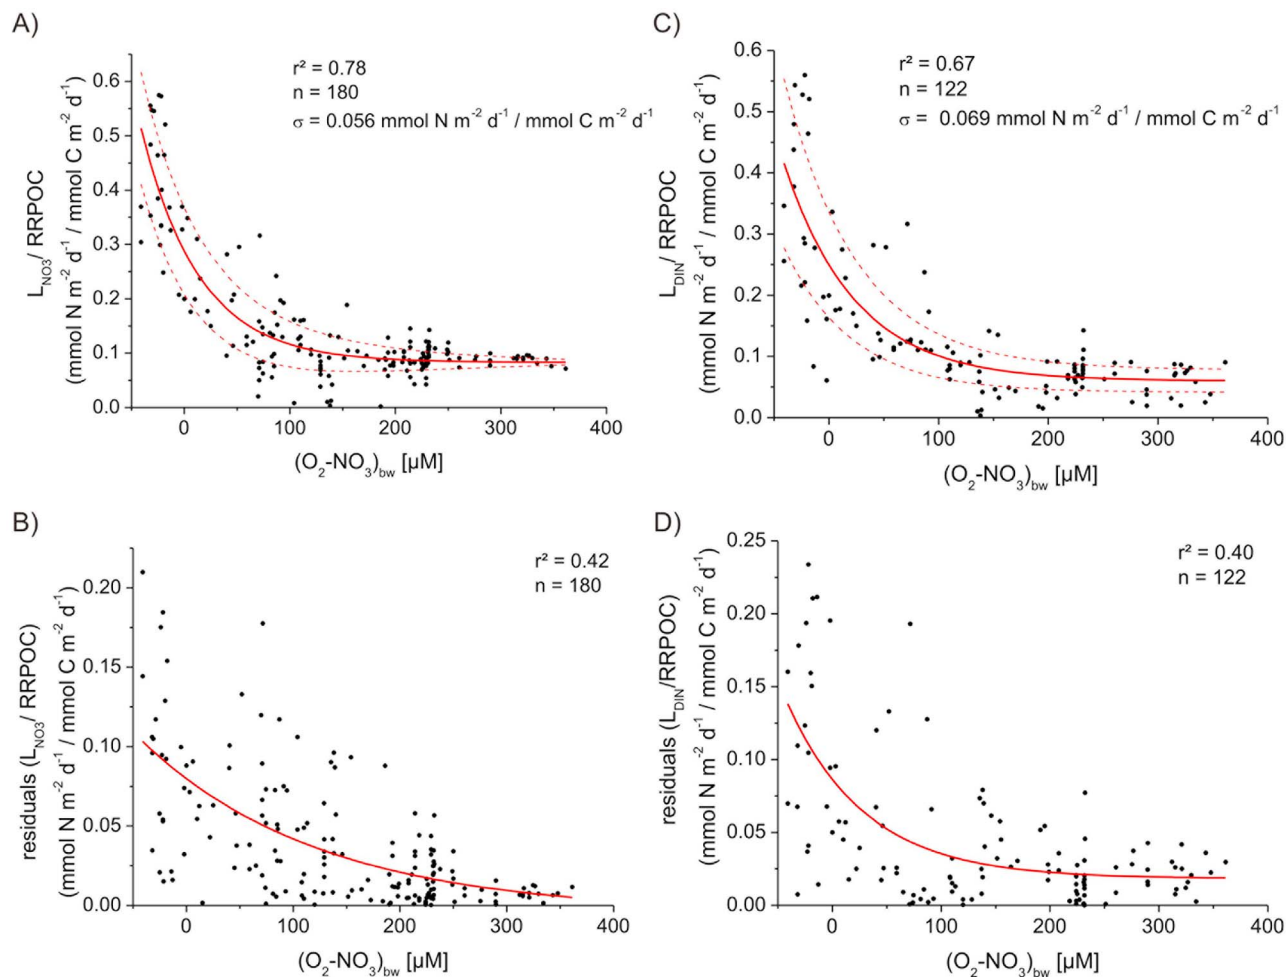 A)
r² = 0.78
n = 180
σ = 0.056 mmol N m⁻² d⁻¹ / mmol C m⁻² d⁻¹
L_NO3/ RRPOC
(mmol N m⁻² d⁻¹ / mmol C m⁻² d⁻¹)
0.6
0.5
0.4
0.3
0.2
0.1
0.0
0 100 200 300 400
(O₂-NO₃)bw [µM]
C)
r² = 0.67
n = 122
σ = 0.069 mmol N m⁻² d⁻¹ / mmol C m⁻² d⁻¹
L_DIN/ RRPOC
(mmol N m⁻² d⁻¹ / mmol C m⁻² d⁻¹)
0.6
0.5
0.4
0.3
0.2
0.1
0.0
0 100 200 300 400
(O₂-NO₃)bw [µM]
B)
r² = 0.42
n = 180
residuals (L_NO3/ RRPOC)
(mmol N m⁻² d⁻¹ / mmol C m⁻² d⁻¹)
0.20
0.15
0.10
0.05
0.00
0 100 200 300 400
(O₂-NO₃)bw [µM]
D)
r² = 0.40
n = 122
residuals (L_DIN/RRPOC)
(mmol N m⁻² d⁻¹ / mmol C m⁻² d⁻¹)
0.25
0.20
0.15
0.10
0.05
0.00
0 100 200 300 400
(O₂-NO₃)bw [µM]